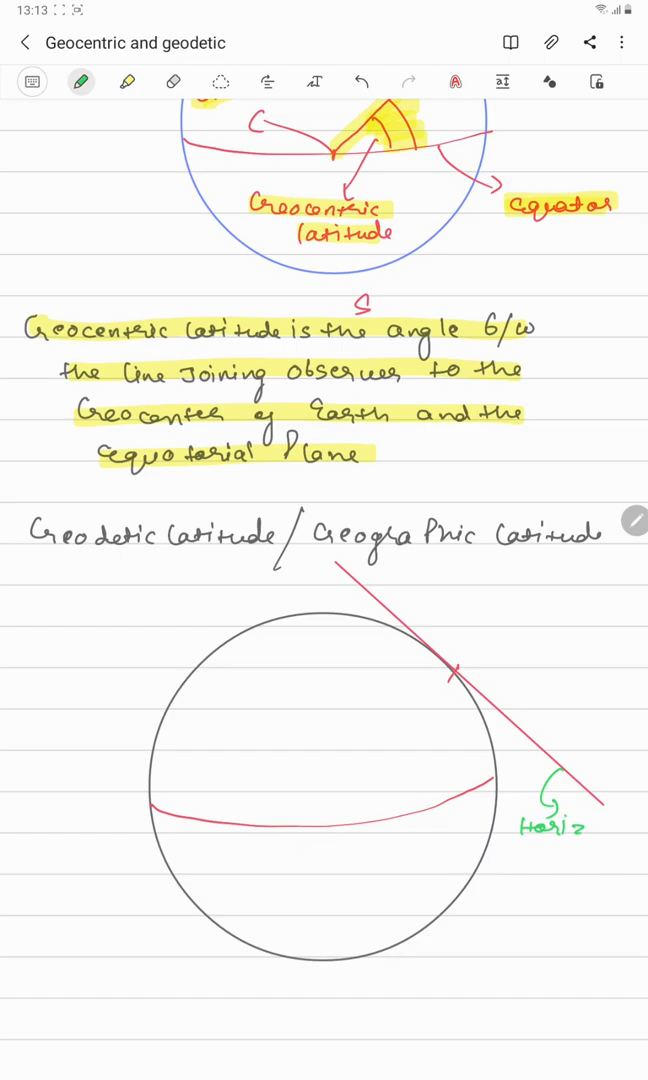 13:13
Geocentric and geodetic
C
Geocentric
latitude
equator
S
Geocentric latitude is the angle b/w
the line joining observer to the
Geocenter of Earth and the
equatorial Plane
Geodetic latitude / Geographic latitude
Horiz